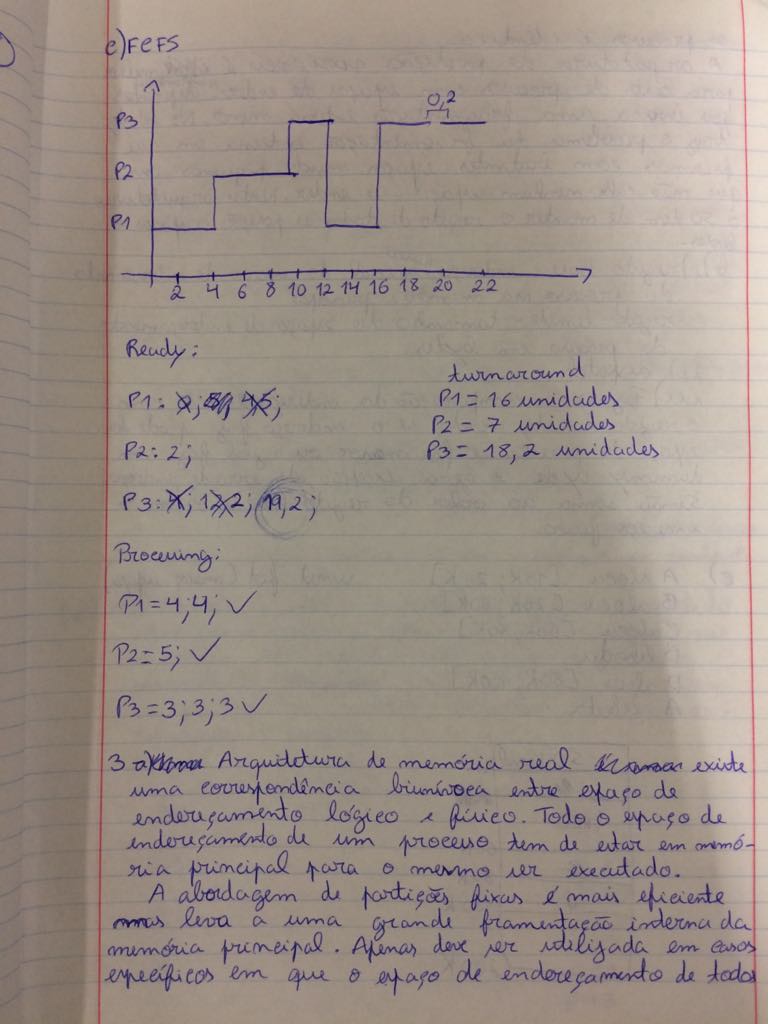 c) FCFS
0,2
P3
P2
P1
2 4 6 8 10 12 14 16 18 20 22
Ready:
turnaround
P1 = 16 unidades
P2 = 7 unidades
P3 = 18,2 unidades
P1:
P2: 2;
P3: 19,2;
Processing:
P1 = 4; 4; ✓
P2 = 5; ✓
P3 = 3; 3; 3 ✓
3 a) Arquitetura de memória real existe
uma correspondência biunívoca entre espaço de
endereçamento lógico e físico. Todo o espaço de
endereçamento de um processo tem de estar em memó-
ria principal para o mesmo ser executado.
A abordagem de partições fixas é mais eficiente
mas leva a uma grande framentação interna da
memória principal. Apenas deve ser utilizada em casos
específicos em que o espaço de endereçamento de todos